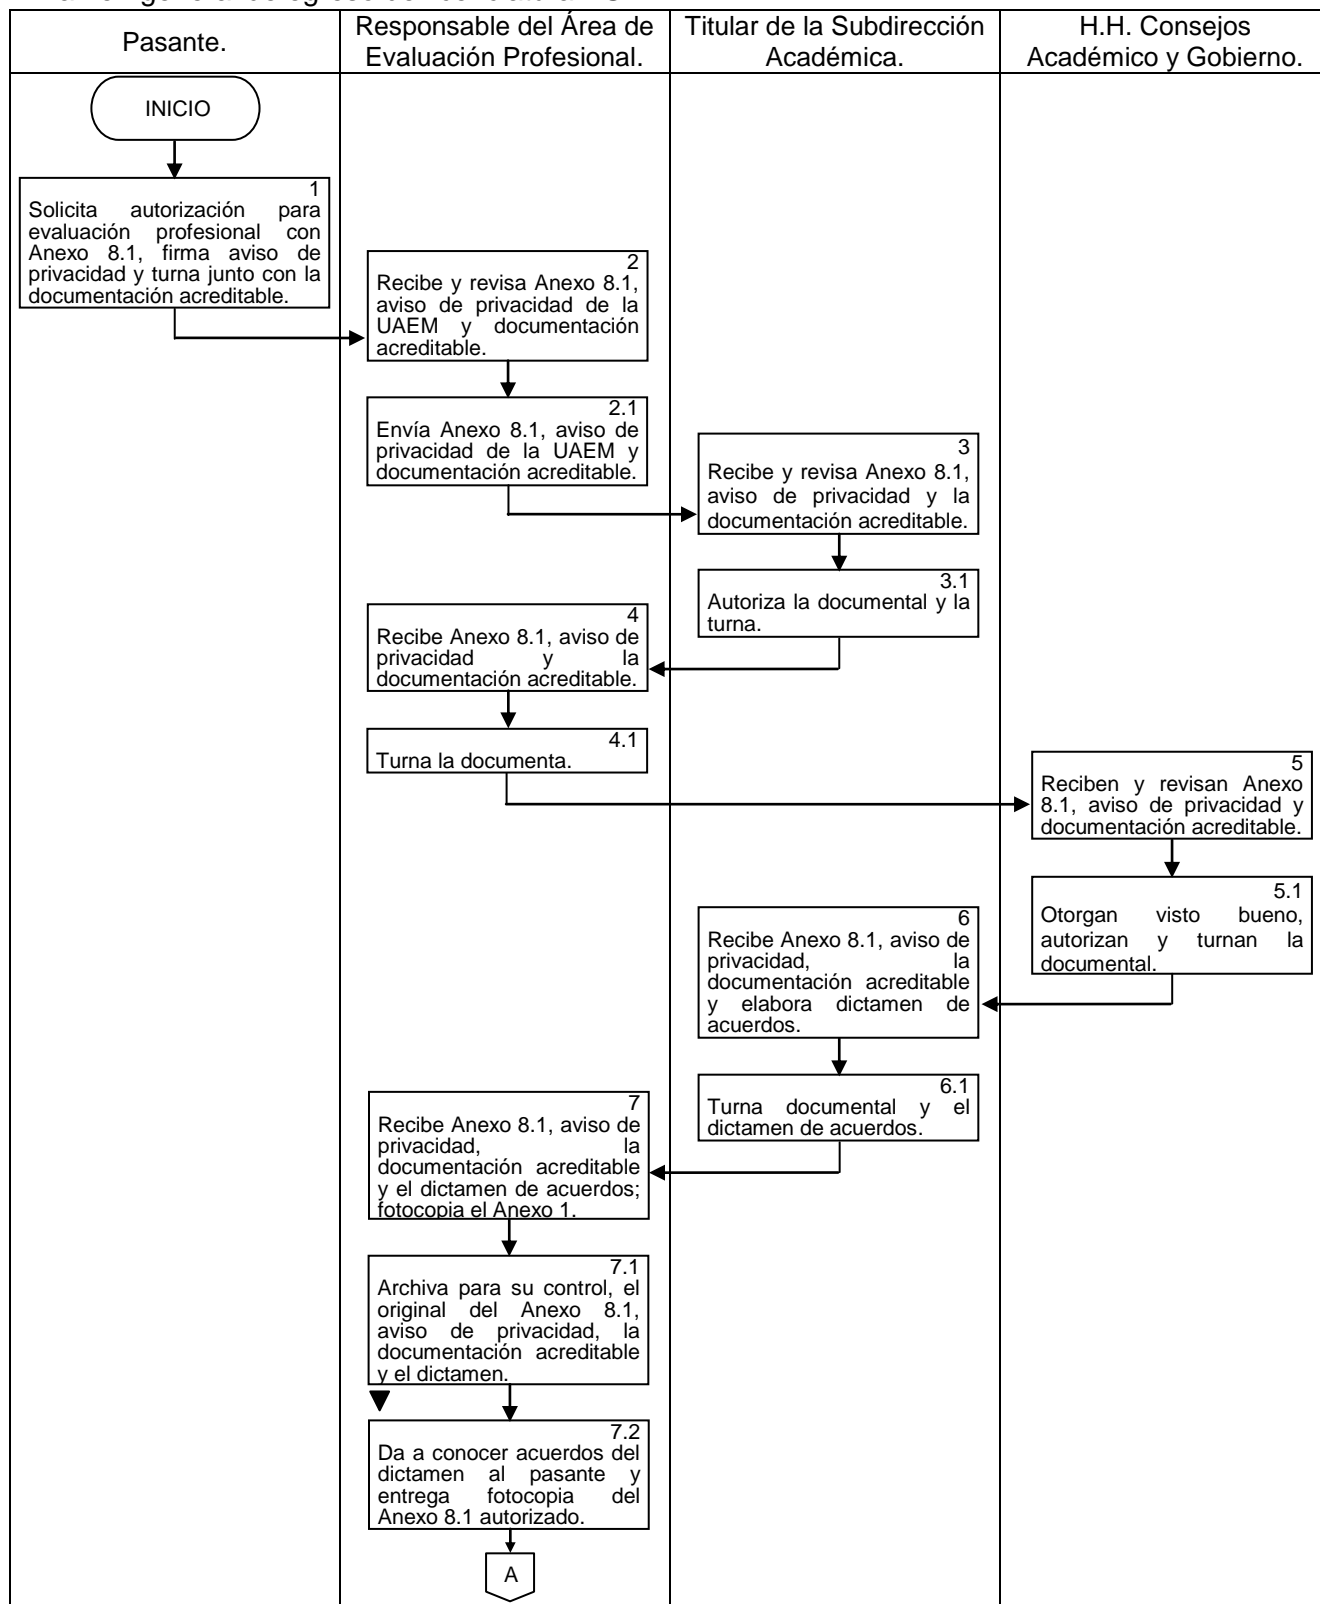 Pasante.
Responsable del Área de
Evaluación Profesional.
Titular de la Subdirección
Académica.
H.H. Consejos
Académico y Gobierno.
INICIO
1
Solicita autorización para
evaluación profesional con
Anexo 8.1, firma aviso de
privacidad y turna junto con la
documentación acreditable.
2
Recibe y revisa Anexo 8.1,
aviso de privacidad de la
UAEM y documentación
acreditable.
2.1
Envía Anexo 8.1, aviso de
privacidad de la UAEM y
documentación acreditable.
3
Recibe y revisa Anexo 8.1,
aviso de privacidad y la
documentación acreditable.
3.1
Autoriza la documental y la
turna.
4
Recibe Anexo 8.1, aviso de
privacidad y la
documentación acreditable.
4.1
Turna la documenta.
5
Reciben y revisan Anexo
8.1, aviso de privacidad y
documentación acreditable.
5.1
Otorgan visto bueno,
autorizan y turnan la
documental.
6
Recibe Anexo 8.1, aviso de
privacidad, la
documentación acreditable
y elabora dictamen de
acuerdos.
6.1
Turna documental y el
dictamen de acuerdos.
7
Recibe Anexo 8.1, aviso de
privacidad, la
documentación acreditable
y el dictamen de acuerdos;
fotocopia el Anexo 1.
7.1
Archiva para su control, el
original del Anexo 8.1,
aviso de privacidad, la
documentación acreditable
y el dictamen.
7.2
Da a conocer acuerdos del
dictamen al pasante y
entrega fotocopia del
Anexo 8.1 autorizado.
A